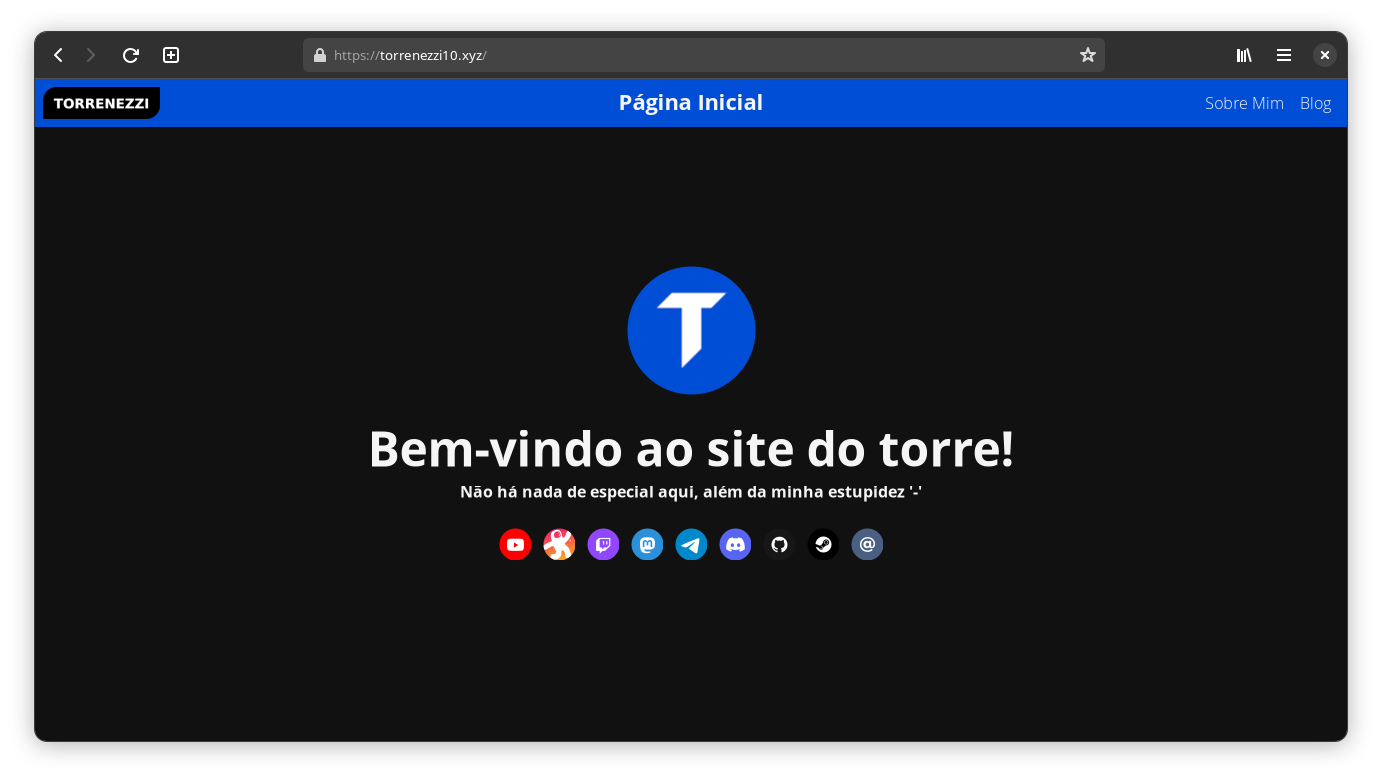 https://torrenezzi10.xyz/
TORRENEZZI
Página Inicial
Sobre Mim
Blog
Bem-vindo ao site do torre!
Não há nada de especial aqui, além da minha estupidez '-'